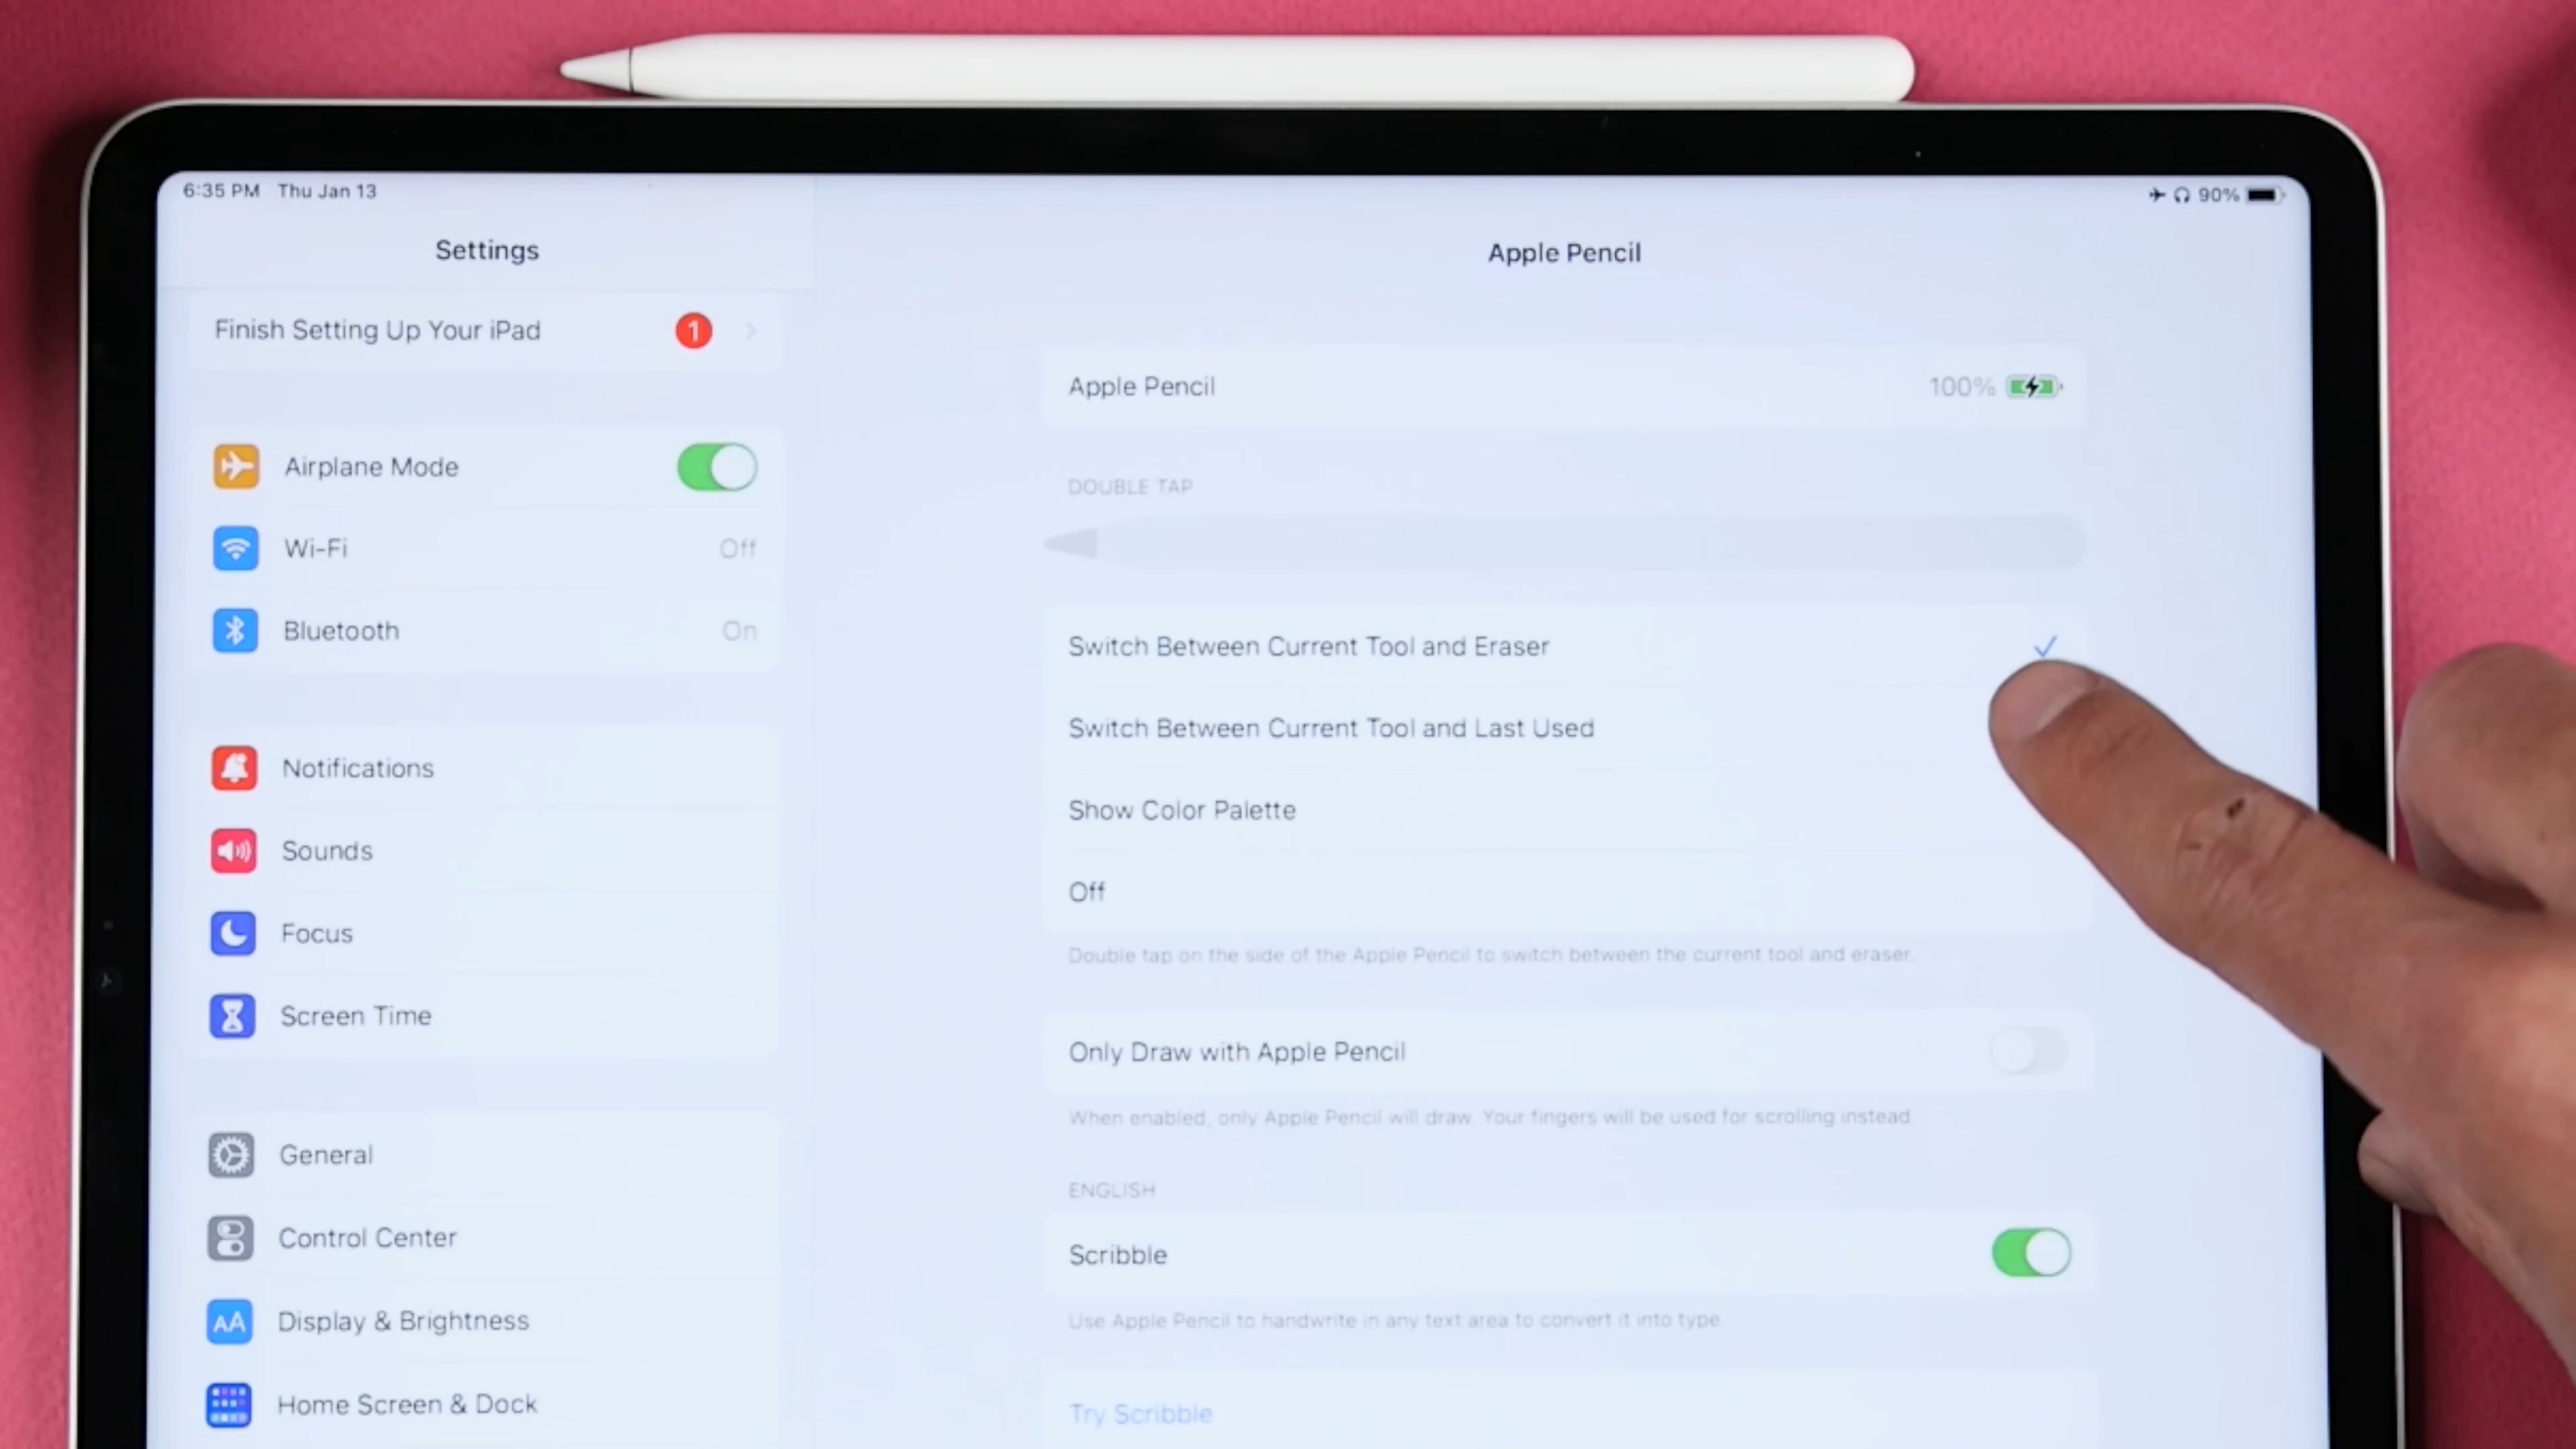 6:35 PM Thu Jan 13
90%
Settings
Finish Setting Up Your iPad
1
Airplane Mode
Wi-Fi
Off
Bluetooth
On
Notifications
Sounds
Focus
Screen Time
General
Control Center
AA
Display & Brightness
Home Screen & Dock
Apple Pencil
Apple Pencil
100%
DOUBLE TAP
Switch Between Current Tool and Eraser
Switch Between Current Tool and Last Used
Show Color Palette
Off
Double tap on the side of the Apple Pencil to switch between the current tool and eraser.
Only Draw with Apple Pencil
When enabled, only Apple Pencil will draw. Your fingers will be used for scrolling instead.
ENGLISH
Scribble
Use Apple Pencil to handwrite in any text area to convert it into type.
Try Scribble